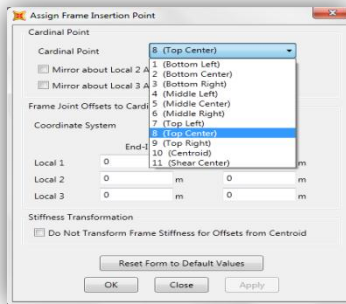 Assign Frame Insertion Point
Cardinal Point
Cardinal Point
8 (Top Center)
1 (Bottom Left)
2 (Bottom Center)
3 (Bottom Right)
4 (Middle Left)
5 (Middle Center)
6 (Middle Right)
7 (Top Left)
8 (Top Center)
9 (Top Right)
10 (Centroid)
11 (Shear Center)
Mirror about Local 2 A
Mirror about Local 3 A
Frame Joint Offsets to Cardi
Coordinate System
End-I
Local 1 0 m 0 m
Local 2 0 m 0 m
Local 3 0 m 0 m
Stiffness Transformation
Do Not Transform Frame Stiffness for Offsets from Centroid
Reset Form to Default Values
OK Close Apply